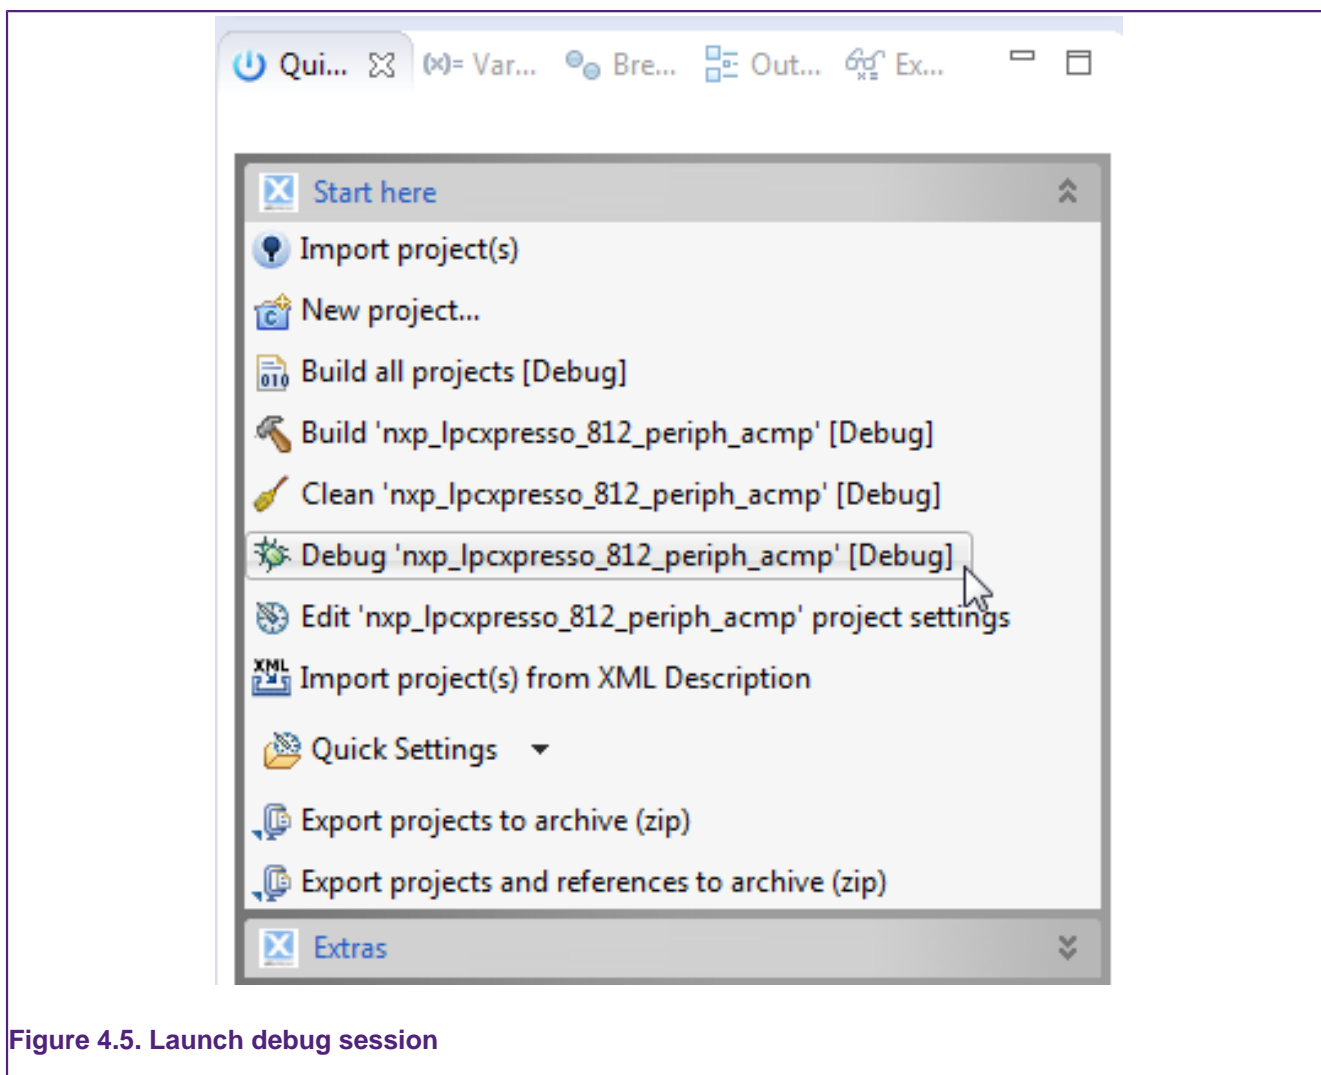 Qui... (x)= Var... Bre... Out... Ex...
Start here
Import project(s)
New project...
Build all projects [Debug]
Build 'nxp_lpcxpresso_812_periph_acmp' [Debug]
Clean 'nxp_lpcxpresso_812_periph_acmp' [Debug]
Debug 'nxp_lpcxpresso_812_periph_acmp' [Debug]
Edit 'nxp_lpcxpresso_812_periph_acmp' project settings
XML Import project(s) from XML Description
Quick Settings
Export projects to archive (zip)
Export projects and references to archive (zip)
Extras
Figure 4.5. Launch debug session